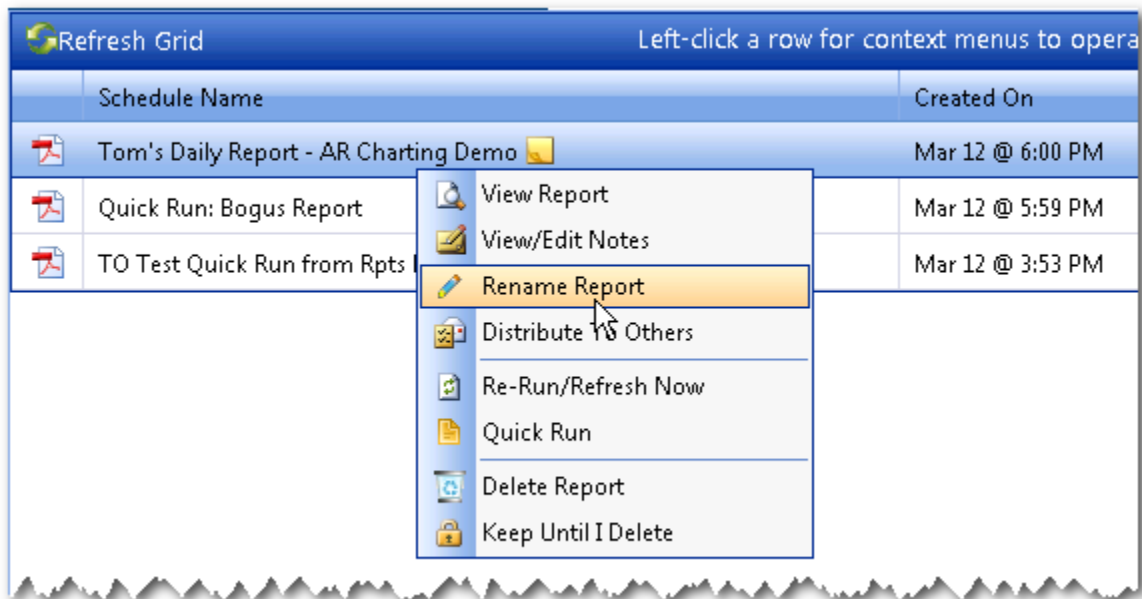 Refresh Grid Left-click a row for context menus to opera
Schedule Name Created On
Tom's Daily Report - AR Charting Demo Mar 12 @ 6:00 PM
Quick Run: Bogus Report Mar 12 @ 5:59 PM
TO Test Quick Run from Rpts Mar 12 @ 3:53 PM
View Report
View/Edit Notes
Rename Report
Distribute To Others
Re-Run/Refresh Now
Quick Run
Delete Report
Keep Until I Delete